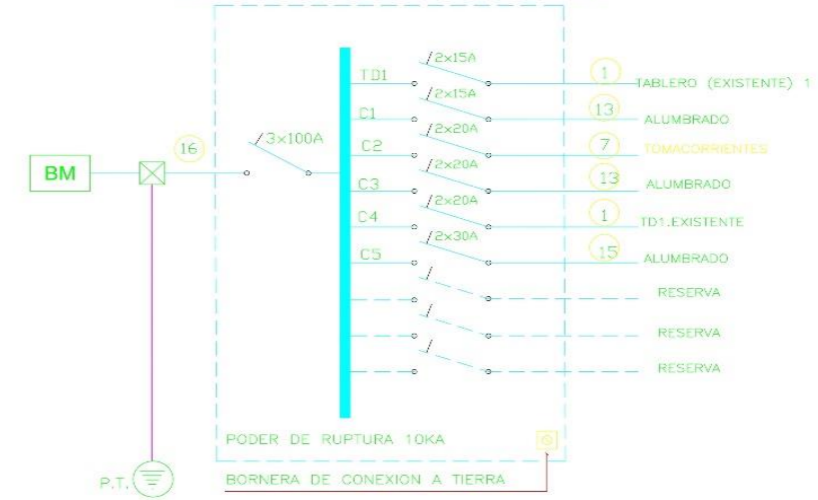 2x15A
TD1
1
TABLERO (EXISTENTE) 1
2x15A
C1
13
ALUMBRADO
3x100A
2x20A
C2
7
TOMACORRIENTES
16
BM
2x20A
C3
13
ALUMBRADO
2x20A
C4
1
TD1.EXISTENTE
2x30A
C5
15
ALUMBRADO
RESERVA
RESERVA
RESERVA
PODER DE RUPTURA 10KA
P.T.
BORNERA DE CONEXION A TIERRA